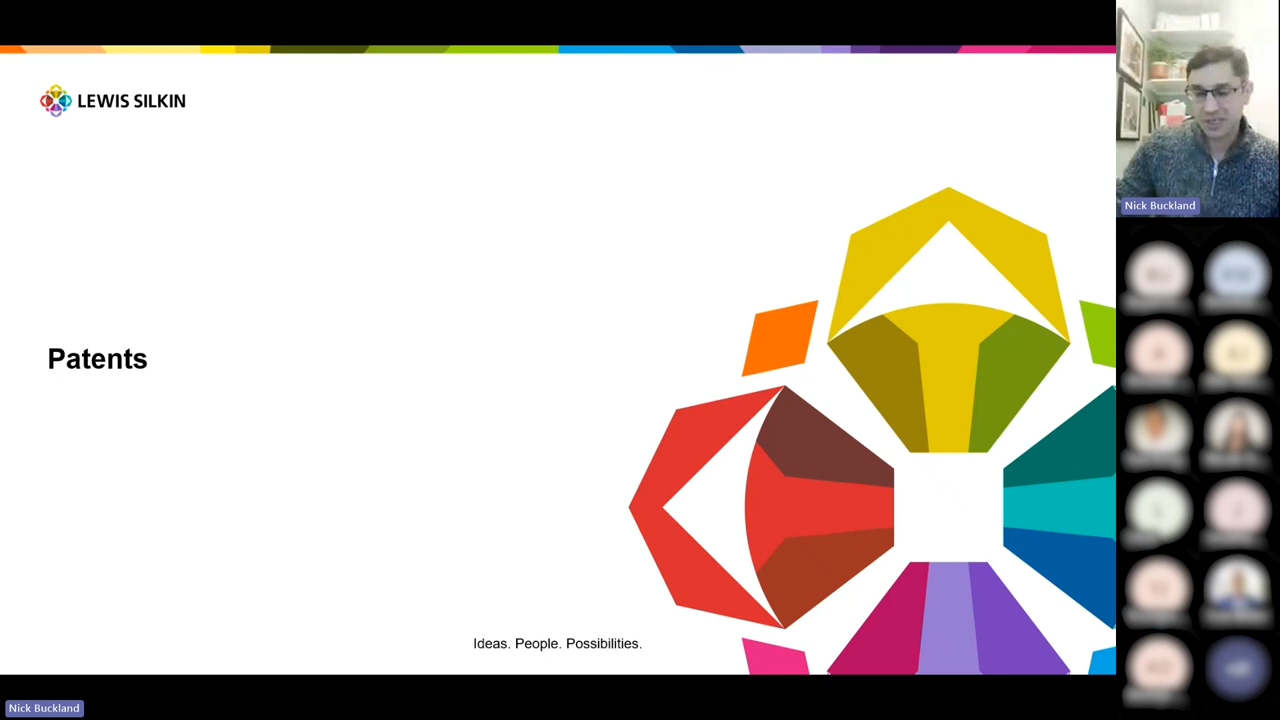 LEWIS SILKIN
Nick Buckland
Patents
Ideas. People. Possibilities.
Nick Buckland